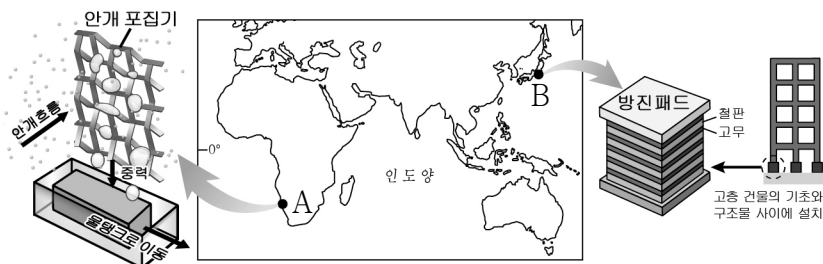 안개 포집기
안개흐름
중력
물탱크로 이동
0°
인도양
A
B
방진패드
철판
고무
고층 건물의 기초와
구조물 사이에 설치